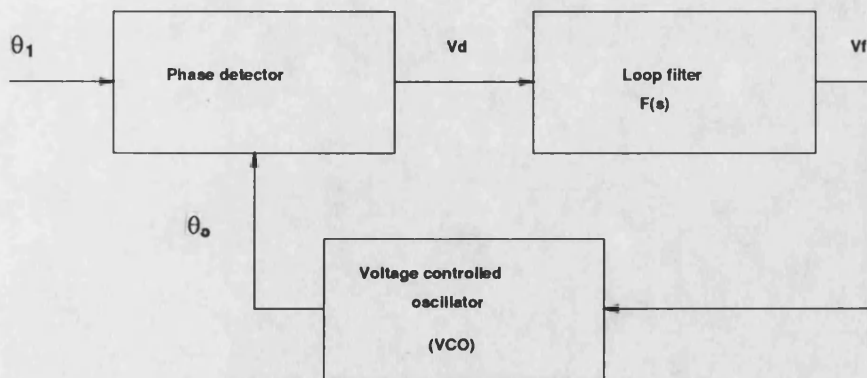 θ1
Phase detector
Vd
Loop filter
F(s)
Vf
θo
Voltage controlled
oscillator
(VCO)